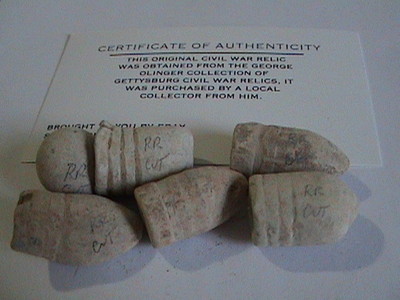 CERTIFICATE OF AUTHENTICITY
THIS ORIGINAL CIVIL WAR RELIC
WAS OBTAINED FROM THE GEORGE
OLINGER COLLECTION OF
GETTYSBURG CIVIL WAR RELICS, IT
WAS PURCHASED BY A LOCAL
COLLECTOR FROM HIM.
BROUGHT YOU BY
RR
CUT
RR
CUT
RR
CUT
RR
CUT
RR
CUT